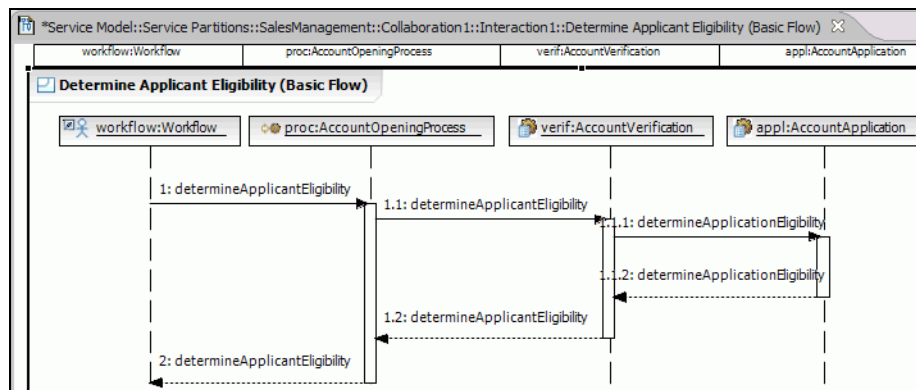 *Service Model::Service Partitions::SalesManagement::Collaboration1::Interaction1::Determine Applicant Eligibility (Basic Flow)
workflow:Workflow proc:AccountOpeningProcess verif:AccountVerification appl:AccountApplication
Determine Applicant Eligibility (Basic Flow)
workflow:Workflow proc:AccountOpeningProcess verif:AccountVerification appl:AccountApplication
1: determineApplicantEligibility
1.1: determineApplicantEligibility
1.1.1: determineApplicationEligibility
1.1.2: determineApplicationEligibility
1.2: determineApplicantEligibility
2: determineApplicantEligibility